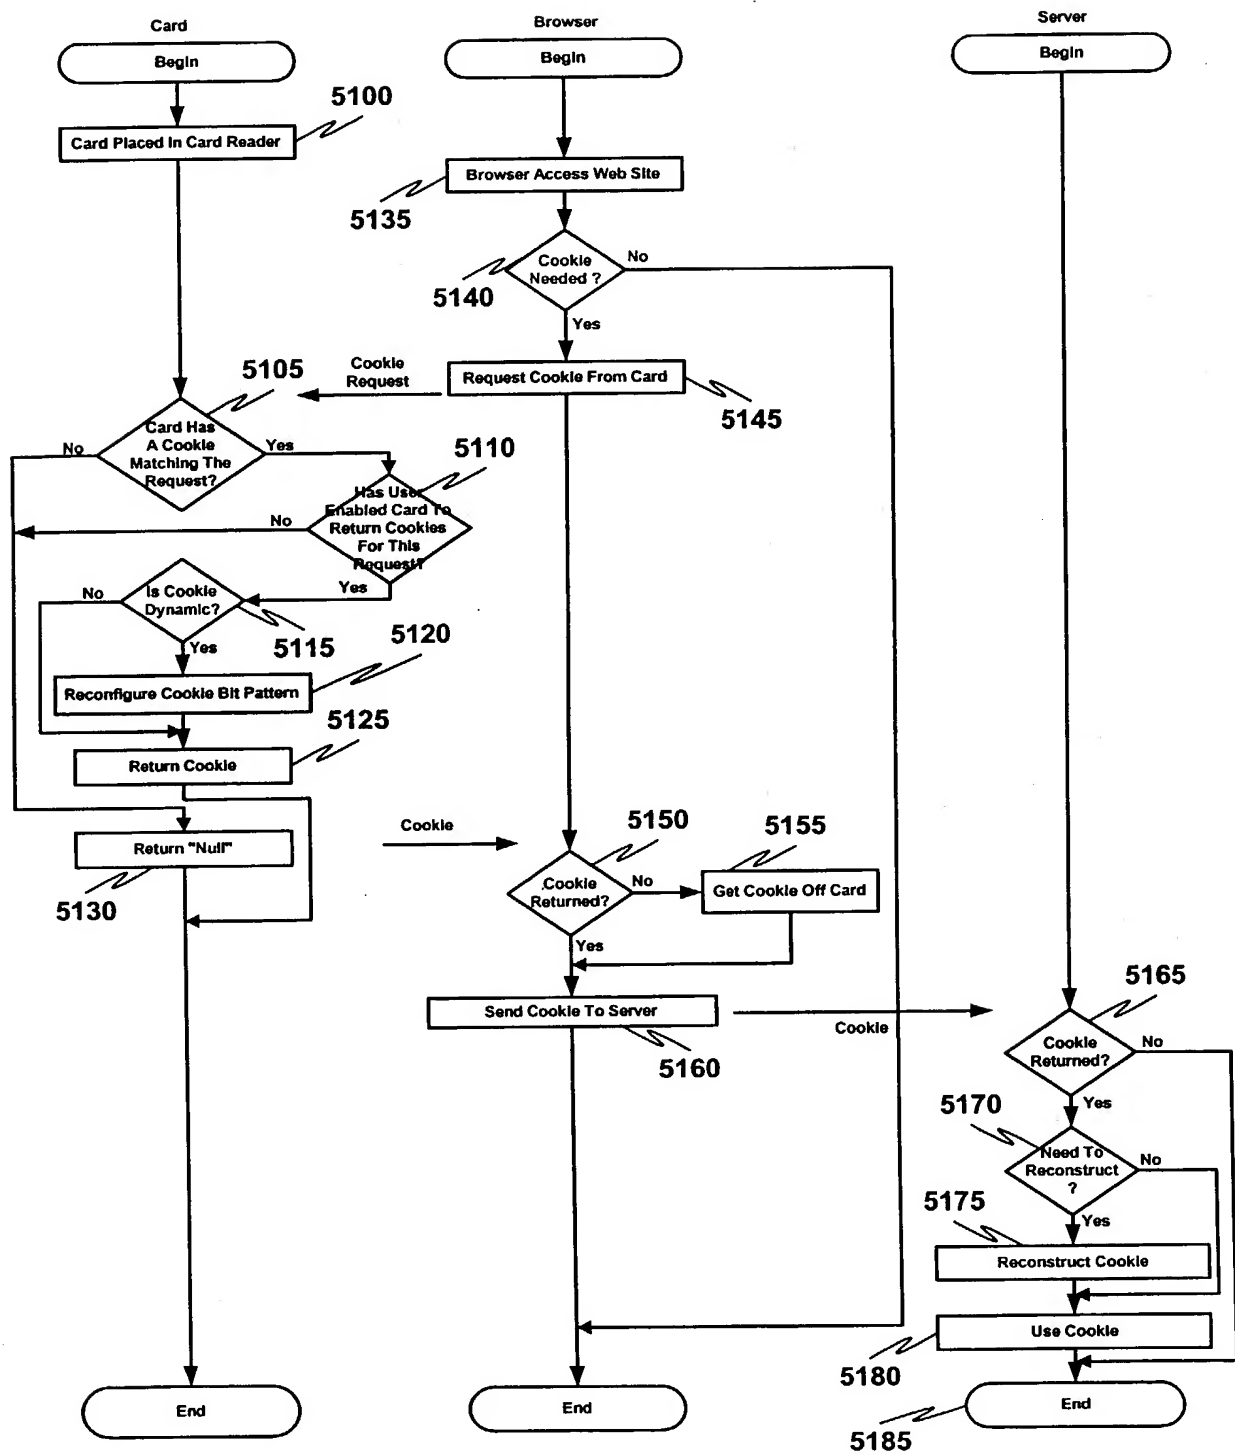 Card
Begin
5100
Card Placed In Card Reader
5105
Card Has
A Cookie
Matching The
Request?
No
Yes
5110
Has User
Enabled Card To
Return Cookies
For This
Request?
No
Yes
Is Cookie
Dynamic?
No
5115
Yes
5120
Reconfigure Cookie Bit Pattern
5125
Return Cookie
Return "Null"
5130
End
Browser
Begin
Browser Access Web Site
5135
Cookie
Needed ?
No
5140
Yes
Cookie
Request
Request Cookie From Card
5145
Cookie
5150
Cookie
Returned?
No
5155
Get Cookie Off Card
Yes
Send Cookie To Server
5160
Cookie
End
Server
Begin
5165
Cookie
Returned?
No
Yes
5170
Need To
Reconstruct
?
No
Yes
5175
Reconstruct Cookie
Use Cookie
5180
End
5185